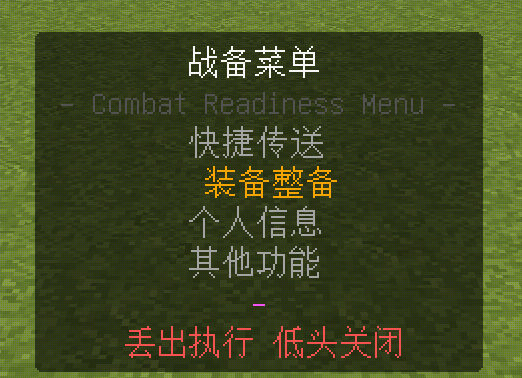 战备菜单
- Combat Readiness Menu -
快捷传送
装备整备
个人信息
其他功能
-
丢出执行 低头关闭